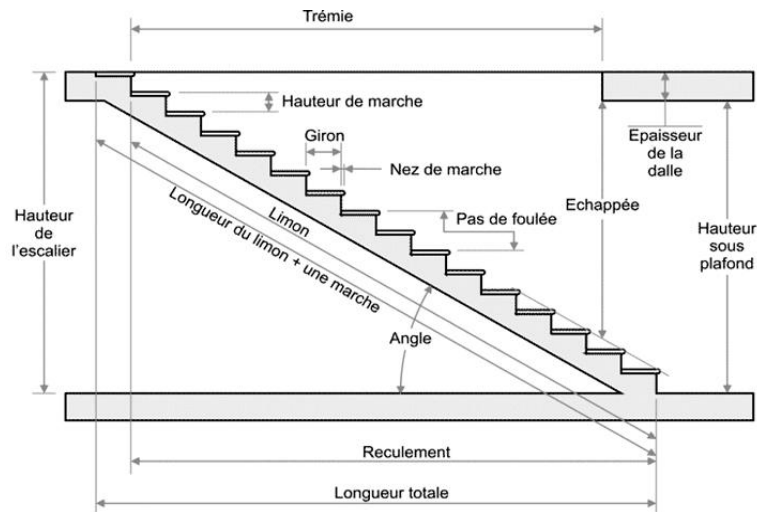 Trémie
Hauteur de marche
Giron
Nez de marche
Epaisseur
de la
dalle
Hauteur
de
l'escalier
Limon
Longueur du limon + une marche
Pas de foulée
Echappée
Hauteur
sous
plafond
Angle
Reculement
Longueur totale